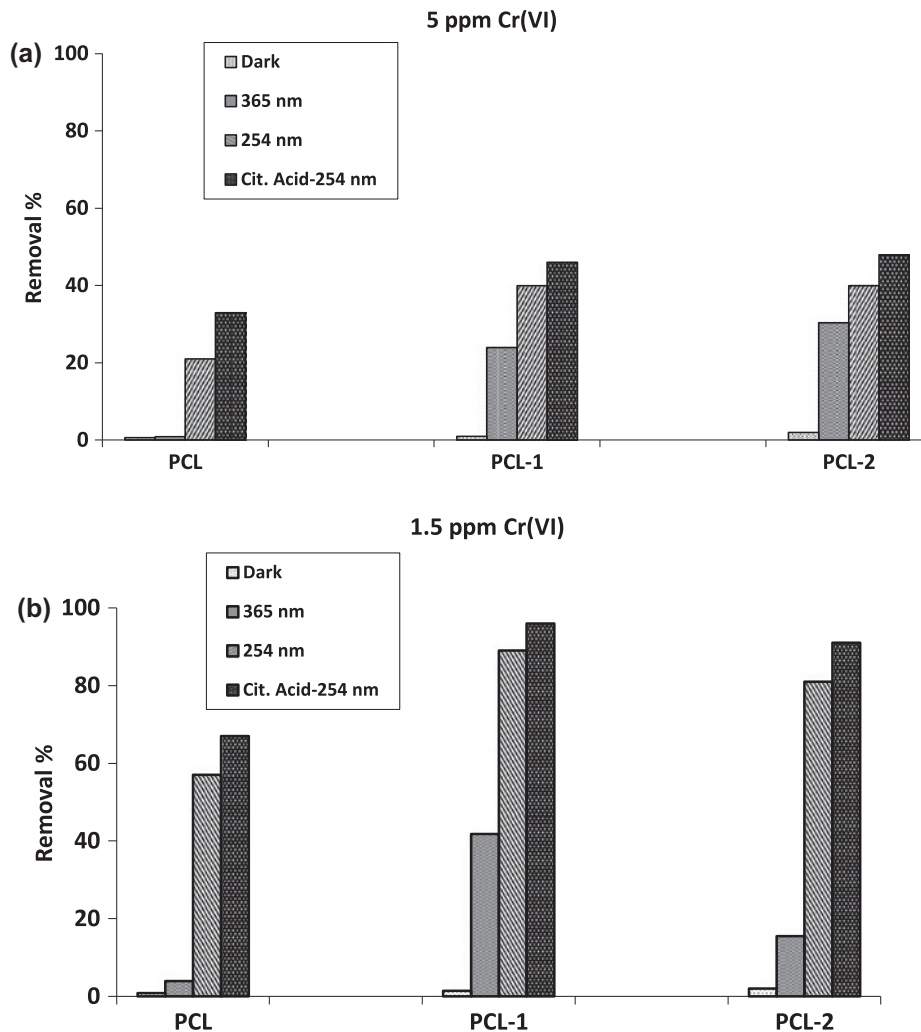 5 ppm Cr(VI)
(a)
100
80
60
40
20
0
Removal %
Dark
365 nm
254 nm
Cit. Acid-254 nm
PCL
PCL-1
PCL-2
1.5 ppm Cr(VI)
(b)
100
80
60
40
20
0
Removal %
Dark
365 nm
254 nm
Cit. Acid-254 nm
PCL
PCL-1
PCL-2